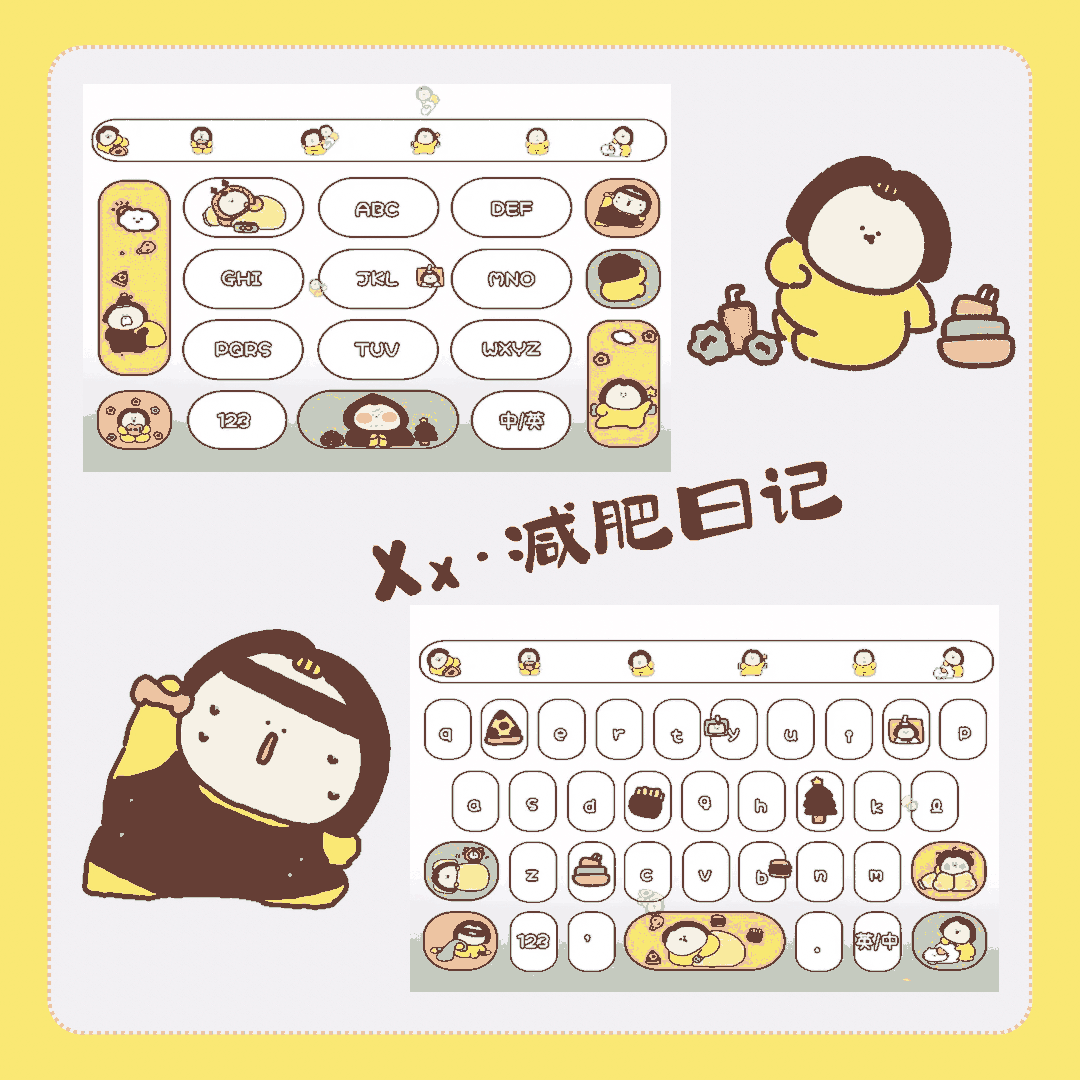 ABC DEF
GHI JKL MNO
PQRS TUV WXYZ
123 中/英
Xx·减肥日记
q e r t y u i p
a s d g h k l
z c v b n m
123 , . 英/中